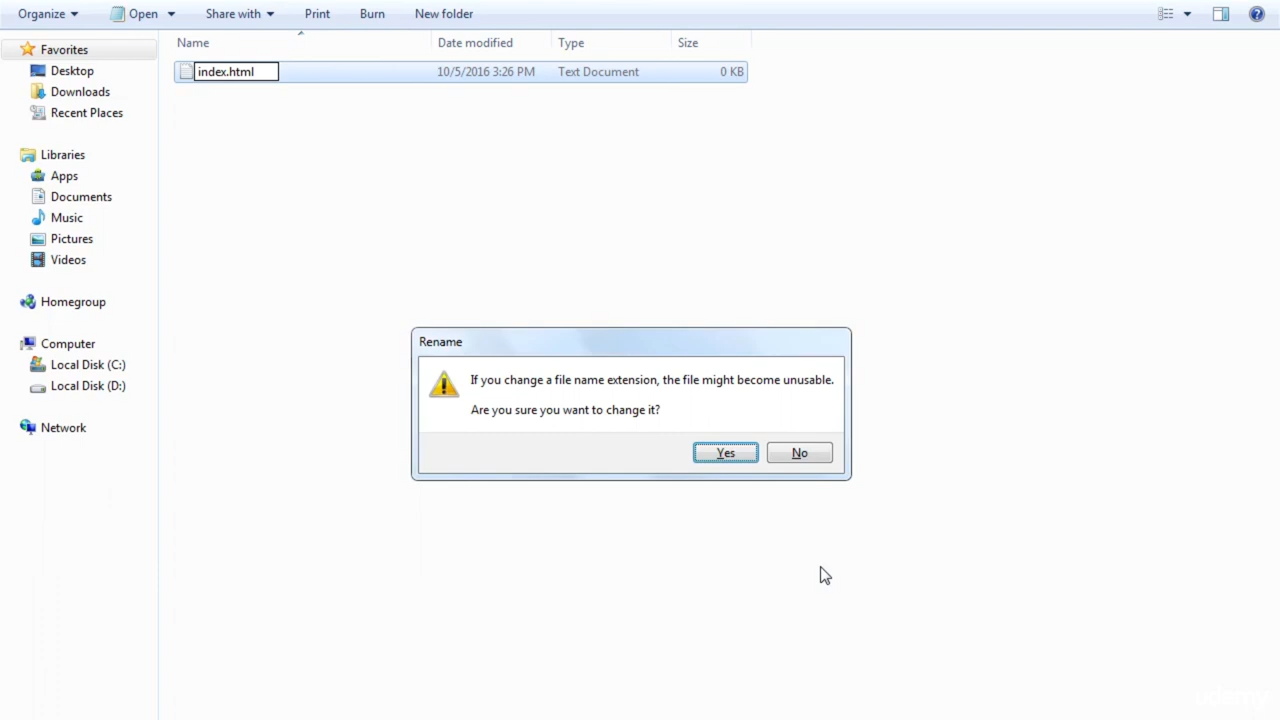 Organize Open Share with Print Burn New folder
Name Date modified Type Size
Favorites
index.html 10/5/2016 3:26 PM Text Document 0 KB
Desktop
Downloads
Recent Places
Libraries
Apps
Documents
Music
Pictures
Videos
Homegroup
Computer
Local Disk (C:)
Local Disk (D:)
Network
Rename
If you change a file name extension, the file might become unusable.
Are you sure you want to change it?
Yes No
udemy